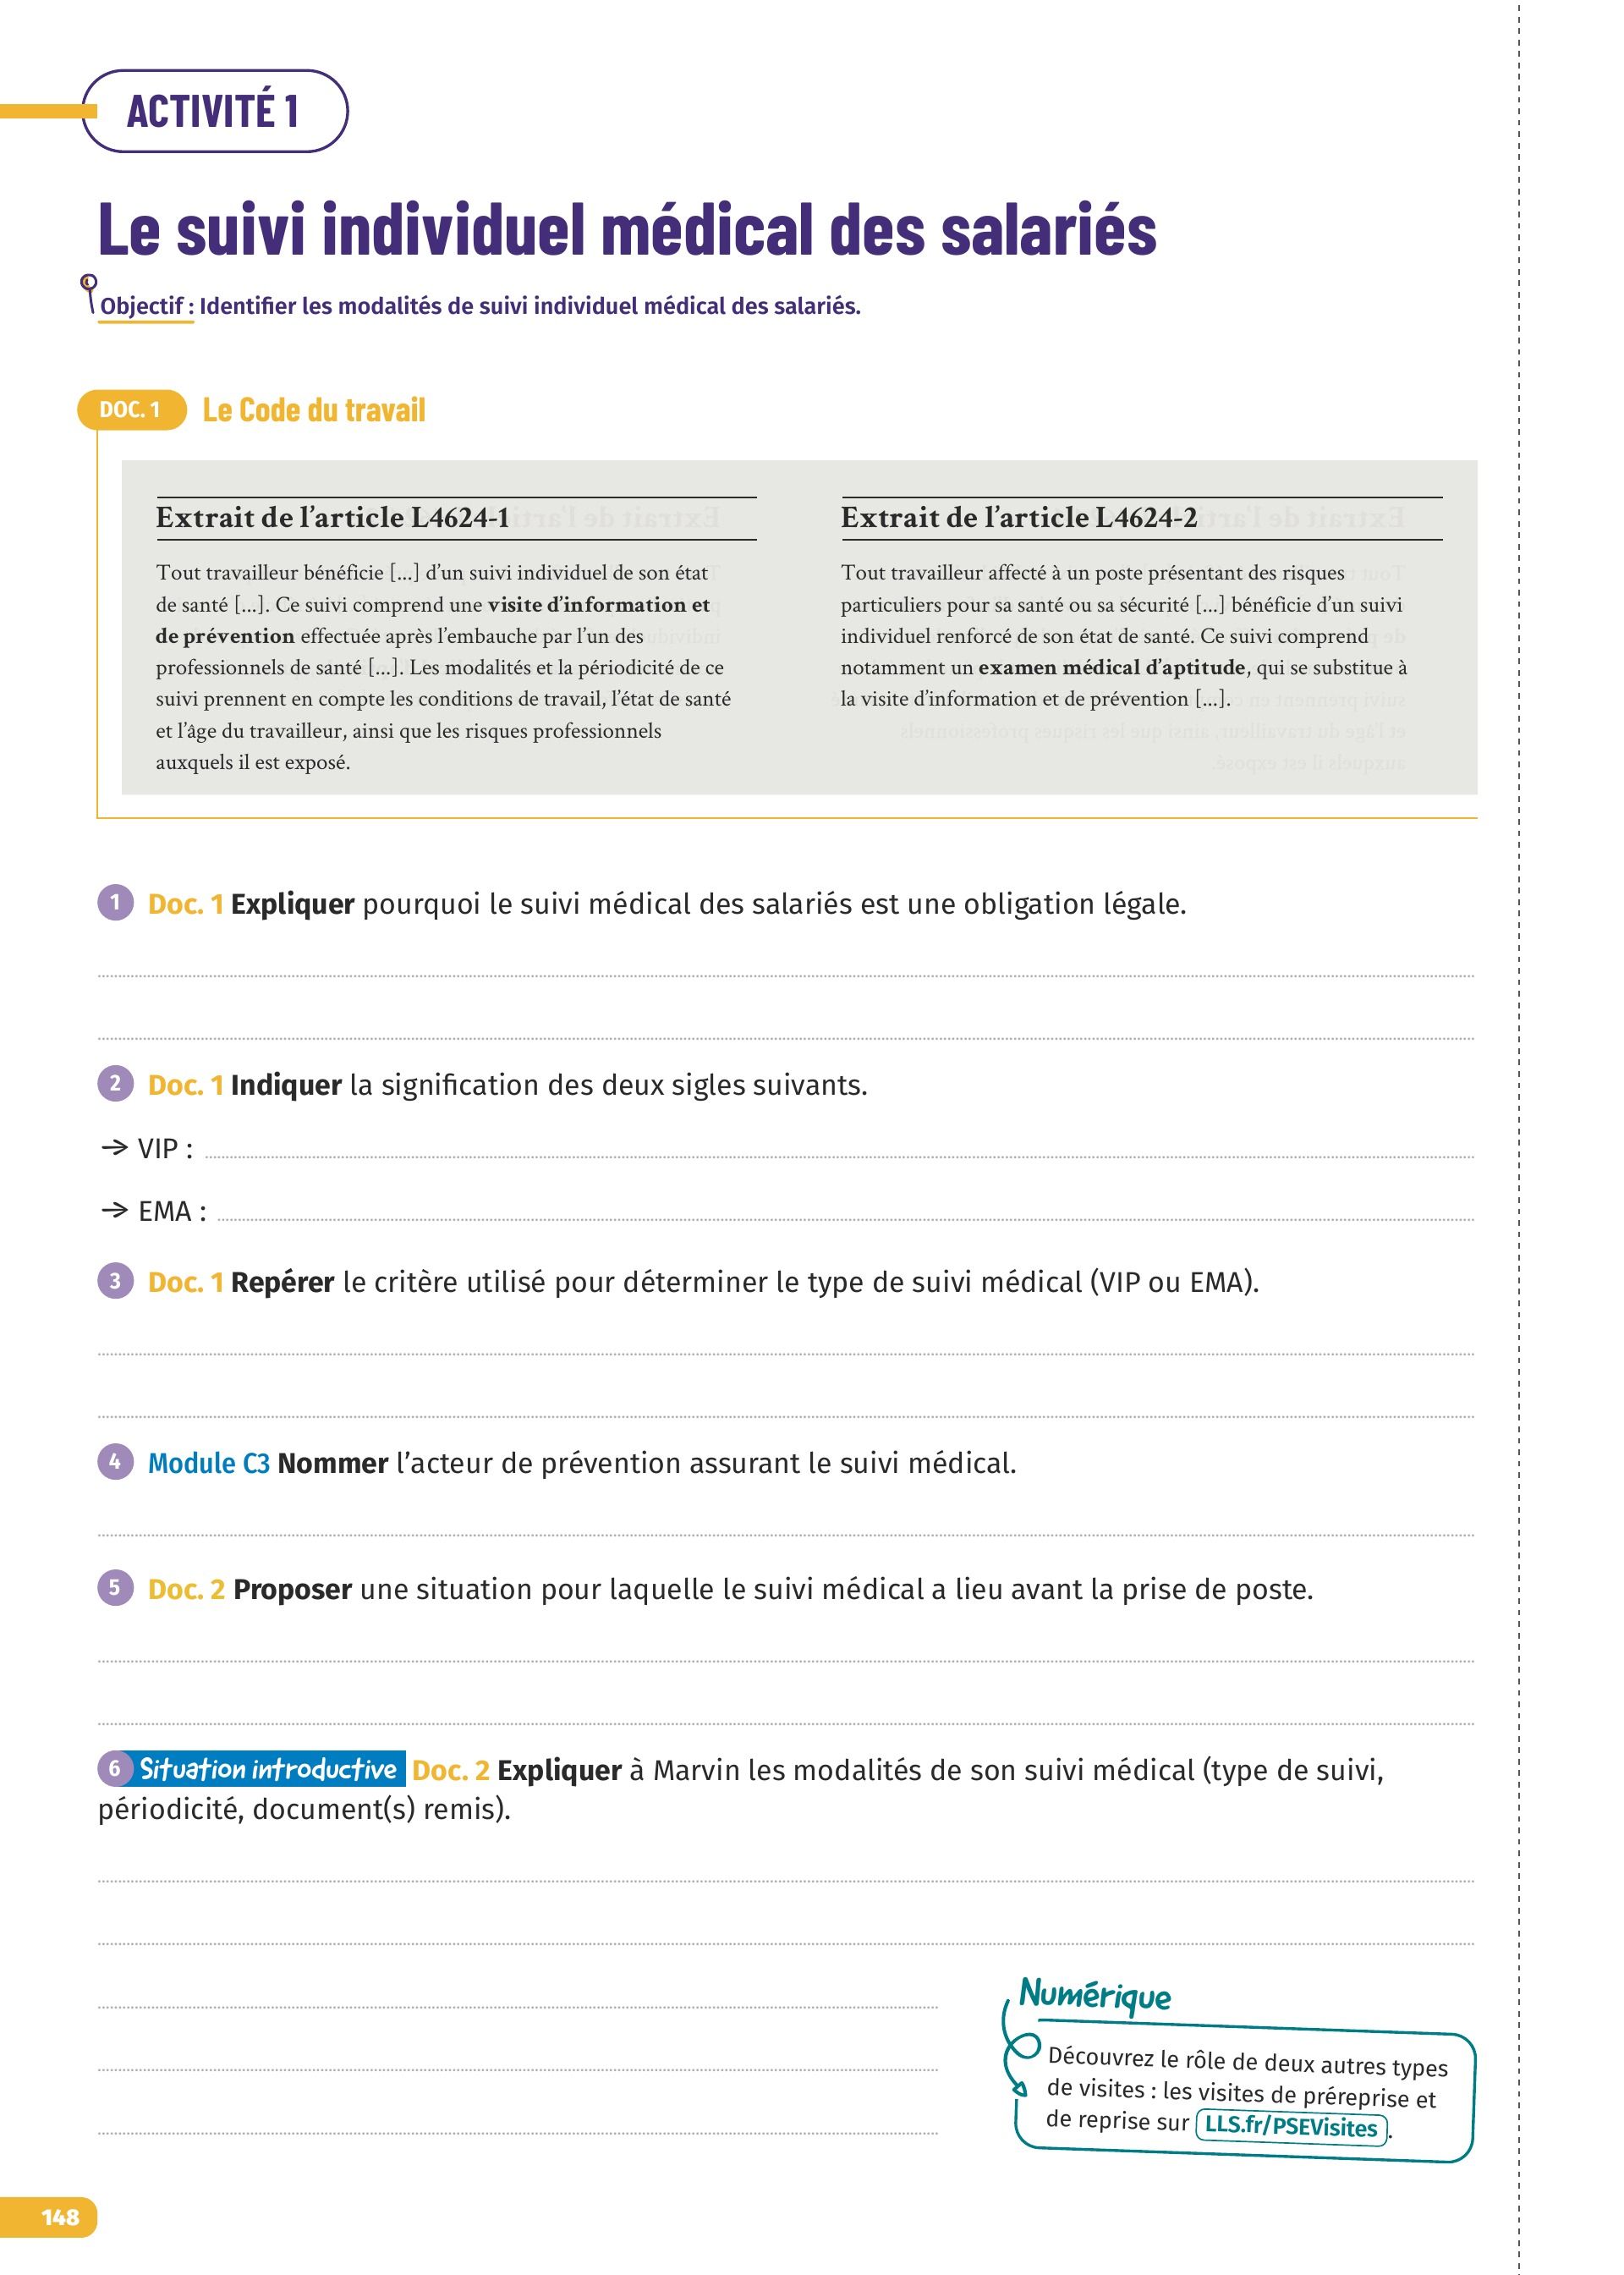 ACTIVITÉ 1
Le suivi individuel médical des salariés
Objectif : Identifier les modalités de suivi individuel médical des salariés.
DOC. 1 Le Code du travail
Extrait de l'article L4624-1
Tout travailleur bénéficie [...] d'un suivi individuel de son état
de santé [...]. Ce suivi comprend une visite d'information et
de prévention effectuée après l'embauche par l'un des
professionnels de santé [...]. Les modalités et la périodicité de ce
suivi prennent en compte les conditions de travail, l'état de santé
et l'âge du travailleur, ainsi que les risques professionnels
auxquels il est exposé.
Extrait de l'article L4624-2
Tout travailleur affecté à un poste présentant des risques
particuliers pour sa santé ou sa sécurité [...] bénéficie d'un suivi
individuel renforcé de son état de santé. Ce suivi comprend
notamment un examen médical d'aptitude, qui se substitue à
la visite d'information et de prévention [...].
1 Doc. 1 Expliquer pourquoi le suivi médical des salariés est une obligation légale.
2 Doc. 1 Indiquer la signification des deux sigles suivants.
→ VIP :
→ EMA :
3 Doc. 1 Repérer le critère utilisé pour déterminer le type de suivi médical (VIP ou EMA).
4 Module C3 Nommer l'acteur de prévention assurant le suivi médical.
5 Doc. 2 Proposer une situation pour laquelle le suivi médical a lieu avant la prise de poste.
6 Situation introductive Doc. 2 Expliquer à Marvin les modalités de son suivi médical (type de suivi,
périodicité, document(s) remis).
Numérique
Découvrez le rôle de deux autres types
de visites : les visites de préreprise et
de reprise sur LLS.fr/PSEVisites.
148